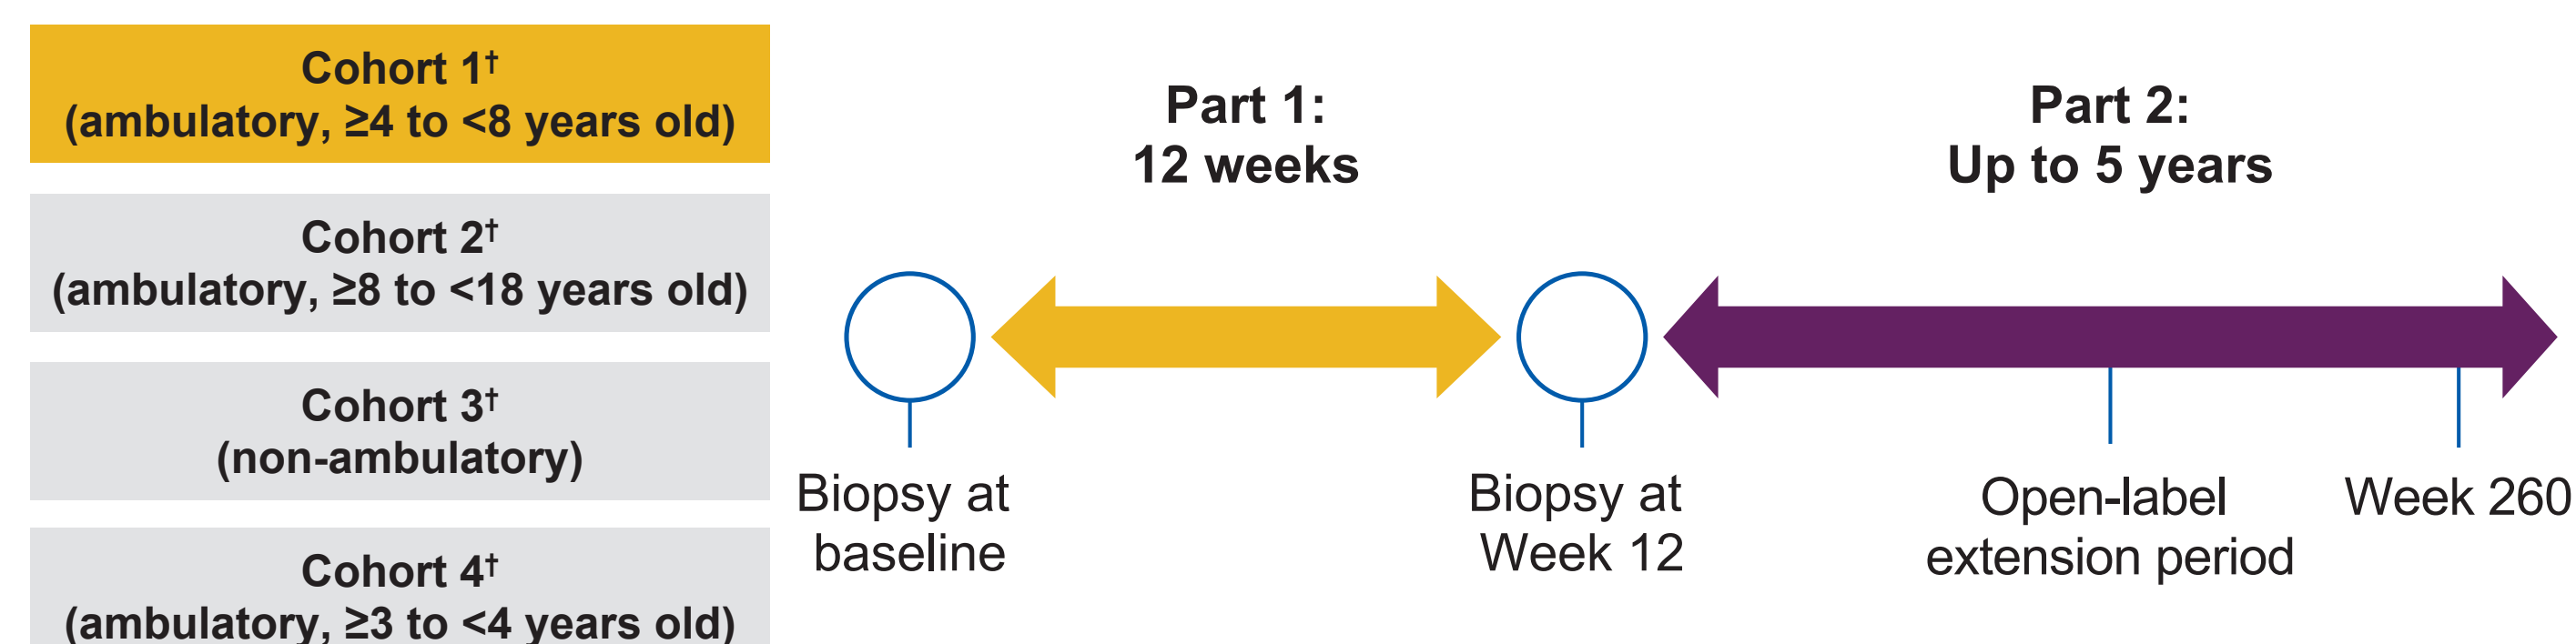 Cohort 1†
(ambulatory, ≥4 to <8 years old)
Cohort 2†
(ambulatory, ≥8 to <18 years old)
Cohort 3†
(non-ambulatory)
Cohort 4†
(ambulatory, ≥3 to <4 years old)
Part 1:
12 weeks
Part 2:
Up to 5 years
Biopsy at
baseline
Biopsy at
Week 12
Open-label
extension period
Week 260